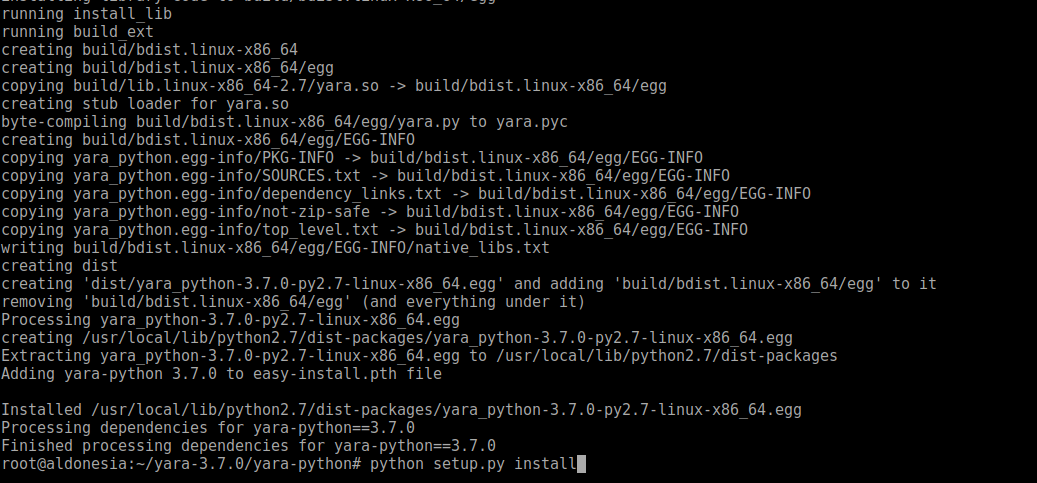 installing library code to build/bdist.linux-x86_64/egg
running install_lib
running build_ext
creating build/bdist.linux-x86_64
creating build/bdist.linux-x86_64/egg
copying build/lib.linux-x86_64-2.7/yara.so -> build/bdist.linux-x86_64/egg
creating stub loader for yara.so
byte-compiling build/bdist.linux-x86_64/egg/yara.py to yara.pyc
creating build/bdist.linux-x86_64/egg/EGG-INFO
copying yara_python.egg-info/PKG-INFO -> build/bdist.linux-x86_64/egg/EGG-INFO
copying yara_python.egg-info/SOURCES.txt -> build/bdist.linux-x86_64/egg/EGG-INFO
copying yara_python.egg-info/dependency_links.txt -> build/bdist.linux-x86_64/egg/EGG-INFO
copying yara_python.egg-info/not-zip-safe -> build/bdist.linux-x86_64/egg/EGG-INFO
copying yara_python.egg-info/top_level.txt -> build/bdist.linux-x86_64/egg/EGG-INFO
writing build/bdist.linux-x86_64/egg/EGG-INFO/native_libs.txt
creating dist
creating 'dist/yara_python-3.7.0-py2.7-linux-x86_64.egg' and adding 'build/bdist.linux-x86_64/egg' to it
removing 'build/bdist.linux-x86_64/egg' (and everything under it)
Processing yara_python-3.7.0-py2.7-linux-x86_64.egg
creating /usr/local/lib/python2.7/dist-packages/yara_python-3.7.0-py2.7-linux-x86_64.egg
Extracting yara_python-3.7.0-py2.7-linux-x86_64.egg to /usr/local/lib/python2.7/dist-packages
Adding yara-python 3.7.0 to easy-install.pth file
Installed /usr/local/lib/python2.7/dist-packages/yara_python-3.7.0-py2.7-linux-x86_64.egg
Processing dependencies for yara-python==3.7.0
Finished processing dependencies for yara-python==3.7.0
root@aldonesia:~/yara-3.7.0/yara-python# python setup.py install